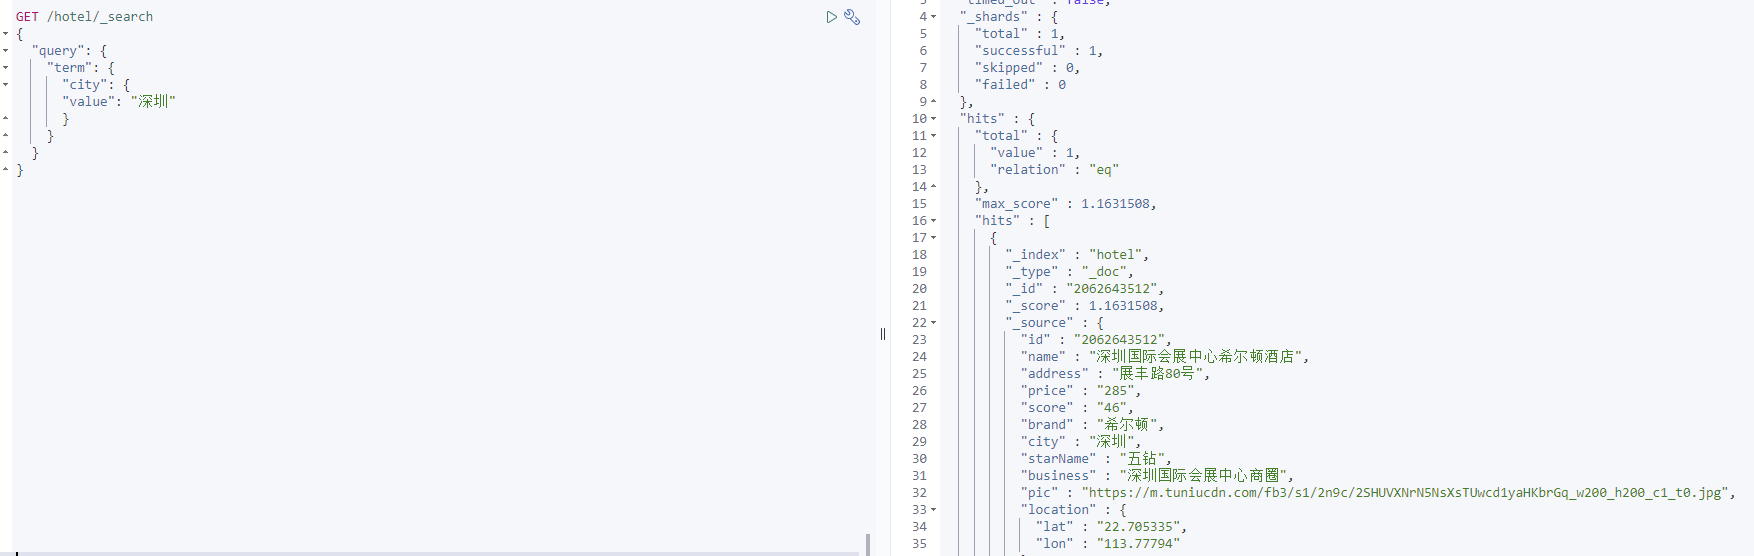 GET /hotel/_search
{
"query": {
"term": {
"city": {
"value": "深圳"
}
}
}
}
3 "timed_out" : false,
4 "_shards" : {
5 "total" : 1,
6 "successful" : 1,
7 "skipped" : 0,
8 "failed" : 0
9 },
10 "hits" : {
11 "total" : {
12 "value" : 1,
13 "relation" : "eq"
14 },
15 "max_score" : 1.1631508,
16 "hits" : [
17 {
18 "_index" : "hotel",
19 "_type" : "_doc",
20 "_id" : "2062643512",
21 "_score" : 1.1631508,
22 "_source" : {
23 "id" : "2062643512",
24 "name" : "深圳国际会展中心希尔顿酒店",
25 "address" : "展丰路80号",
26 "price" : "285",
27 "score" : "46",
28 "brand" : "希尔顿",
29 "city" : "深圳",
30 "starName" : "五钻",
31 "business" : "深圳国际会展中心商圈",
32 "pic" : "https://m.tuniucdn.com/fb3/s1/2n9c/2SHUVXNrN5NsXsTUwcd1yaHKbrGq_w200_h200_c1_t0.jpg",
33 "location" : {
34 "lat" : "22.705335",
35 "lon" : "113.77794"